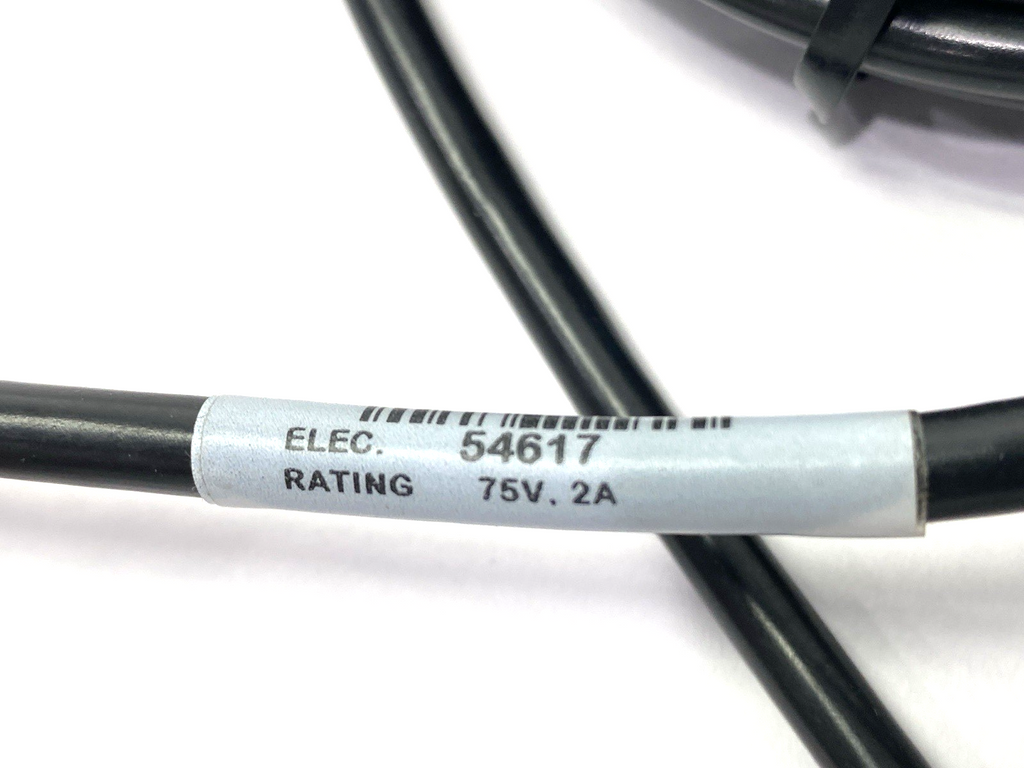 ELEC. 54617
RATING 75V, 2A